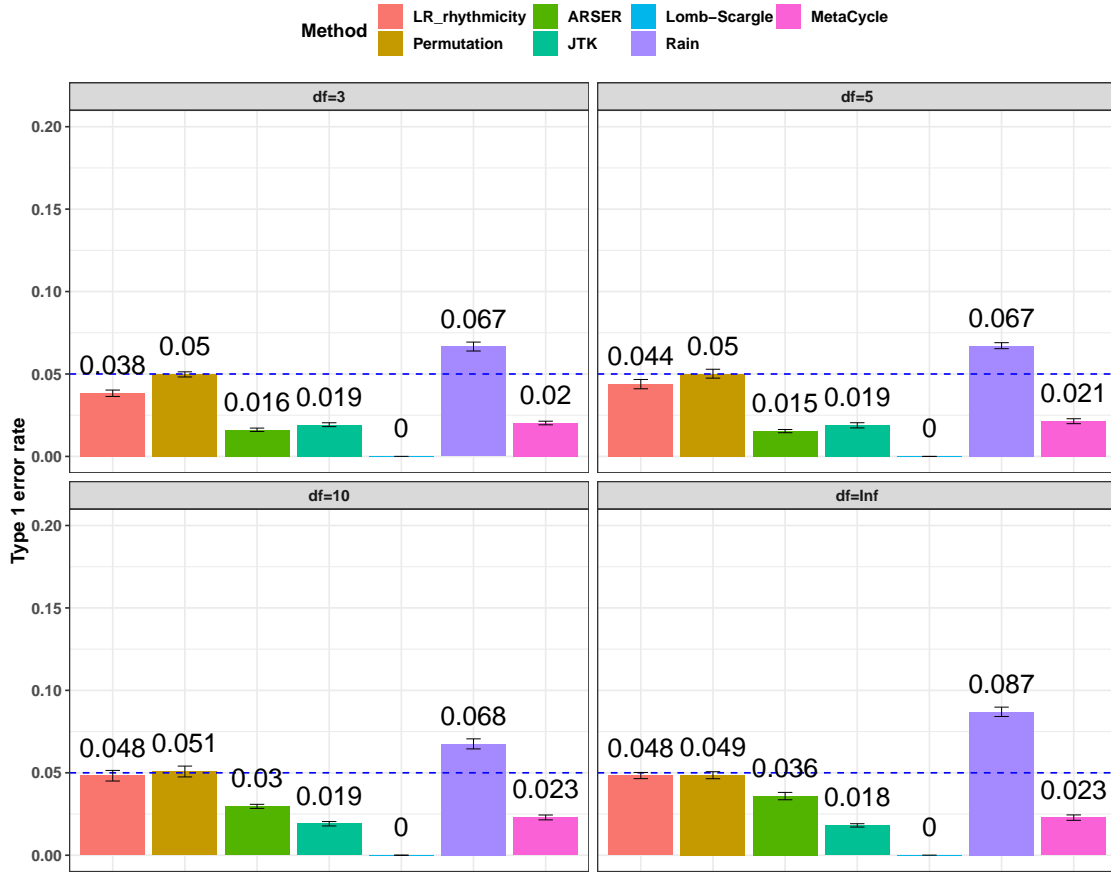 Method
LR_rhythmicity ARSER Lomb−Scargle MetaCycle
Permutation JTK Rain
Type 1 error rate
df=3
0.20
0.15
0.10
0.05
0.00
0.038 0.05 0.016 0.019 0 0.067 0.02
df=5
0.044 0.05 0.015 0.019 0 0.067 0.021
df=10
0.20
0.15
0.10
0.05
0.00
0.048 0.051 0.03 0.019 0 0.068 0.023
df=Inf
0.048 0.049 0.036 0.018 0 0.087 0.023